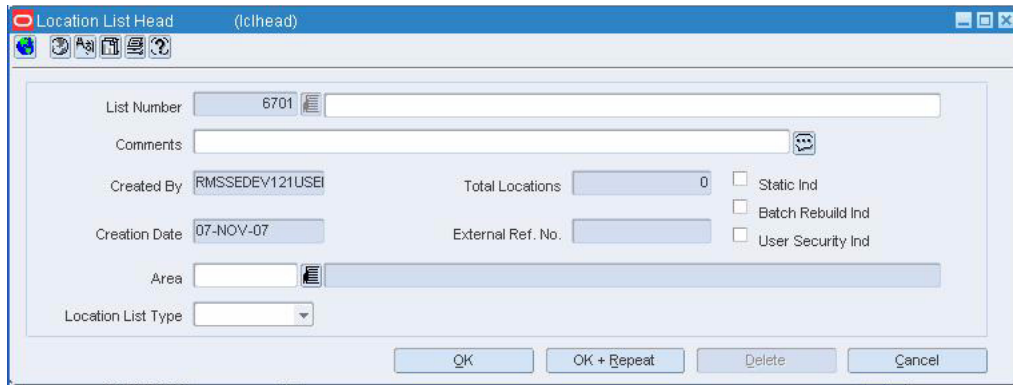 Location List Head (lclhead)
List Number 6701
Comments
Created By RMSSEDEV121USE Total Locations 0 Static Ind
Batch Rebuild Ind
Creation Date 07-NOV-07 External Ref. No. User Security Ind
Area
Location List Type
OK OK + Repeat Delete Cancel